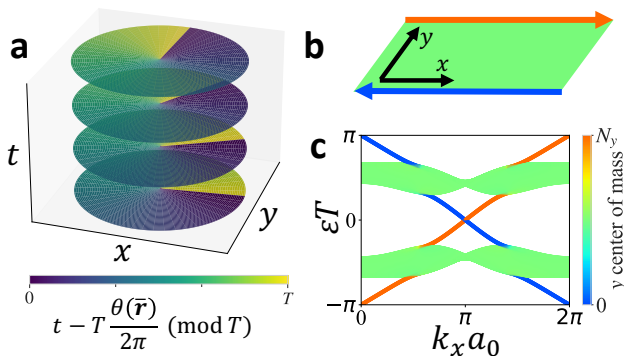 a
t
x
y
0
T
t − T θ(r̄)/2π (mod T)
b
y
x
c
π
0
−π
εT
0
π
2π
k_x a_0
N_y
0
y center of mass